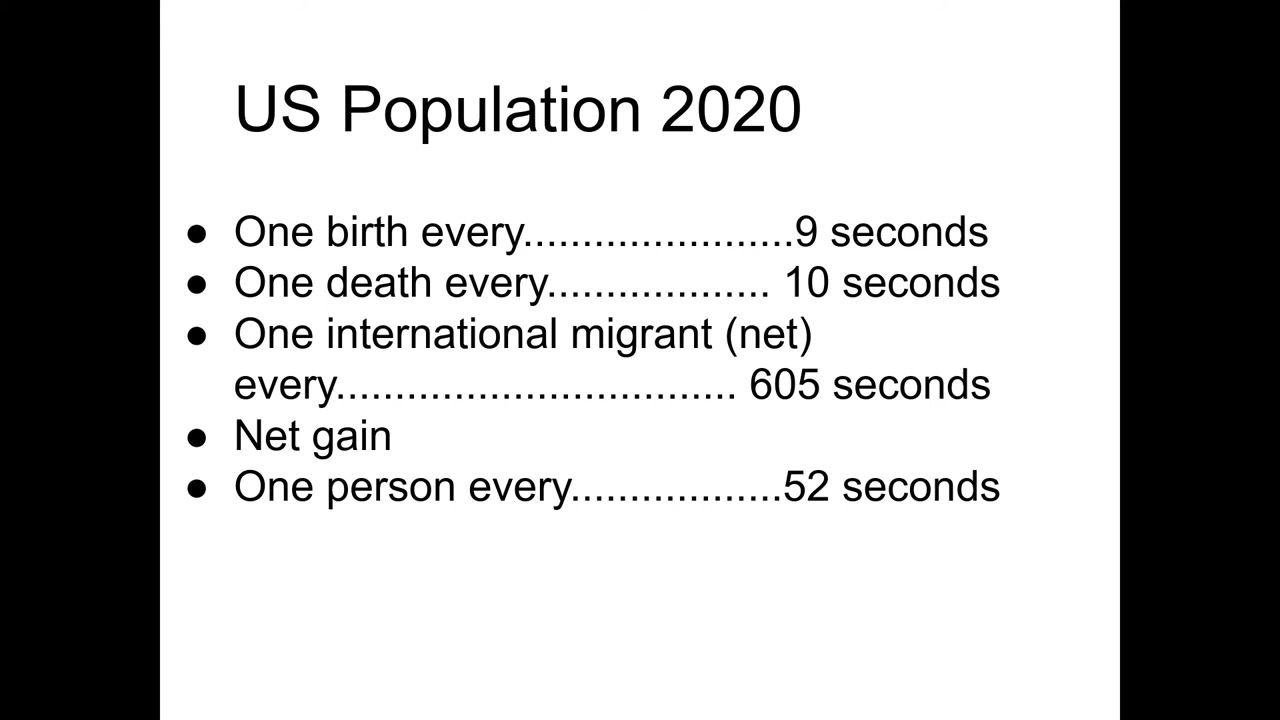 US Population 2020
● One birth every.......................9 seconds
● One death every................... 10 seconds
● One international migrant (net)
every.................................. 605 seconds
● Net gain
● One person every..................52 seconds